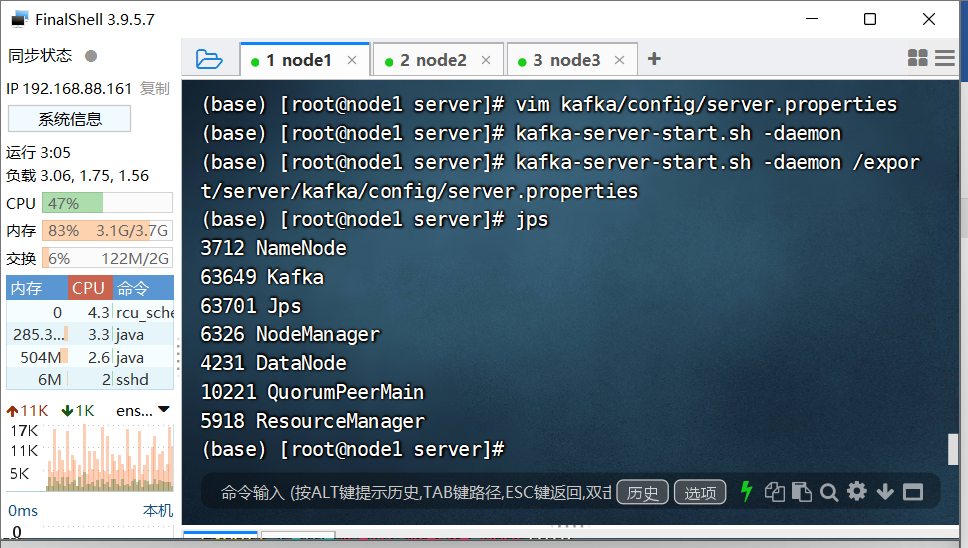 FinalShell 3.9.5.7
同步状态
IP 192.168.88.161 复制
系统信息
运行 3:05
负载 3.06, 1.75, 1.56
CPU 47%
内存 83% 3.1G/3.7G
交换 6% 122M/2G
内存 CPU 命令
0 4.3 rcu_sche
285.3... 3.3 java
504M 2.6 java
6M 2 sshd
11K 1K ens...
17K
11K
5K
0ms 本机
0
1 node1
2 node2
3 node3
(base) [root@node1 server]# vim kafka/config/server.properties
(base) [root@node1 server]# kafka-server-start.sh -daemon
(base) [root@node1 server]# kafka-server-start.sh -daemon /expor
t/server/kafka/config/server.properties
(base) [root@node1 server]# jps
3712 NameNode
63649 Kafka
63701 Jps
6326 NodeManager
4231 DataNode
10221 QuorumPeerMain
5918 ResourceManager
(base) [root@node1 server]#
命令输入 (按ALT键提示历史,TAB键路径,ESC键返回,双击 历史 选项